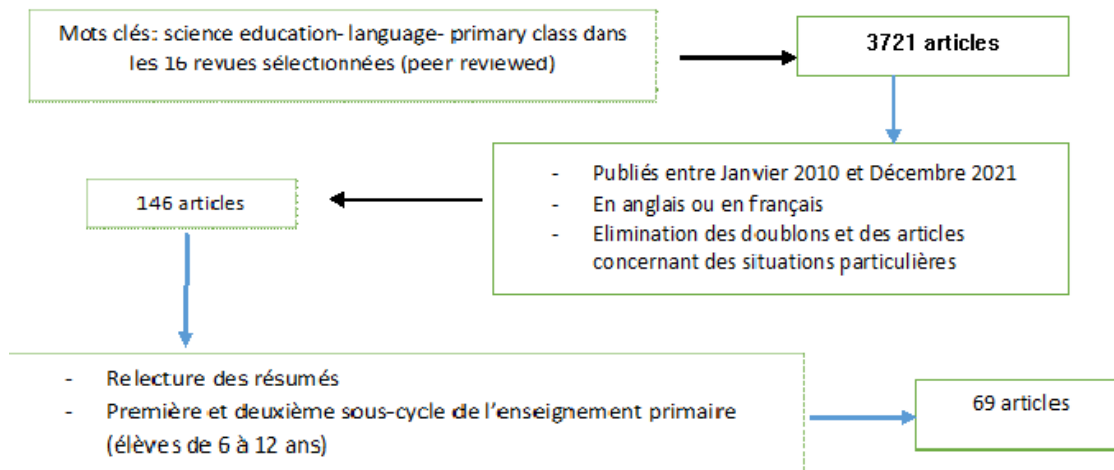 Mots clés: science education- language- primary class dans
les 16 revues sélectionnées (peer reviewed)
3721 articles
- Publiés entre Janvier 2010 et Décembre 2021
- En anglais ou en français
- Elimination des doublons et des articles
concernant des situations particulières
146 articles
- Relecture des résumés
- Première et deuxième sous-cycle de l'enseignement primaire
(élèves de 6 à 12 ans)
69 articles